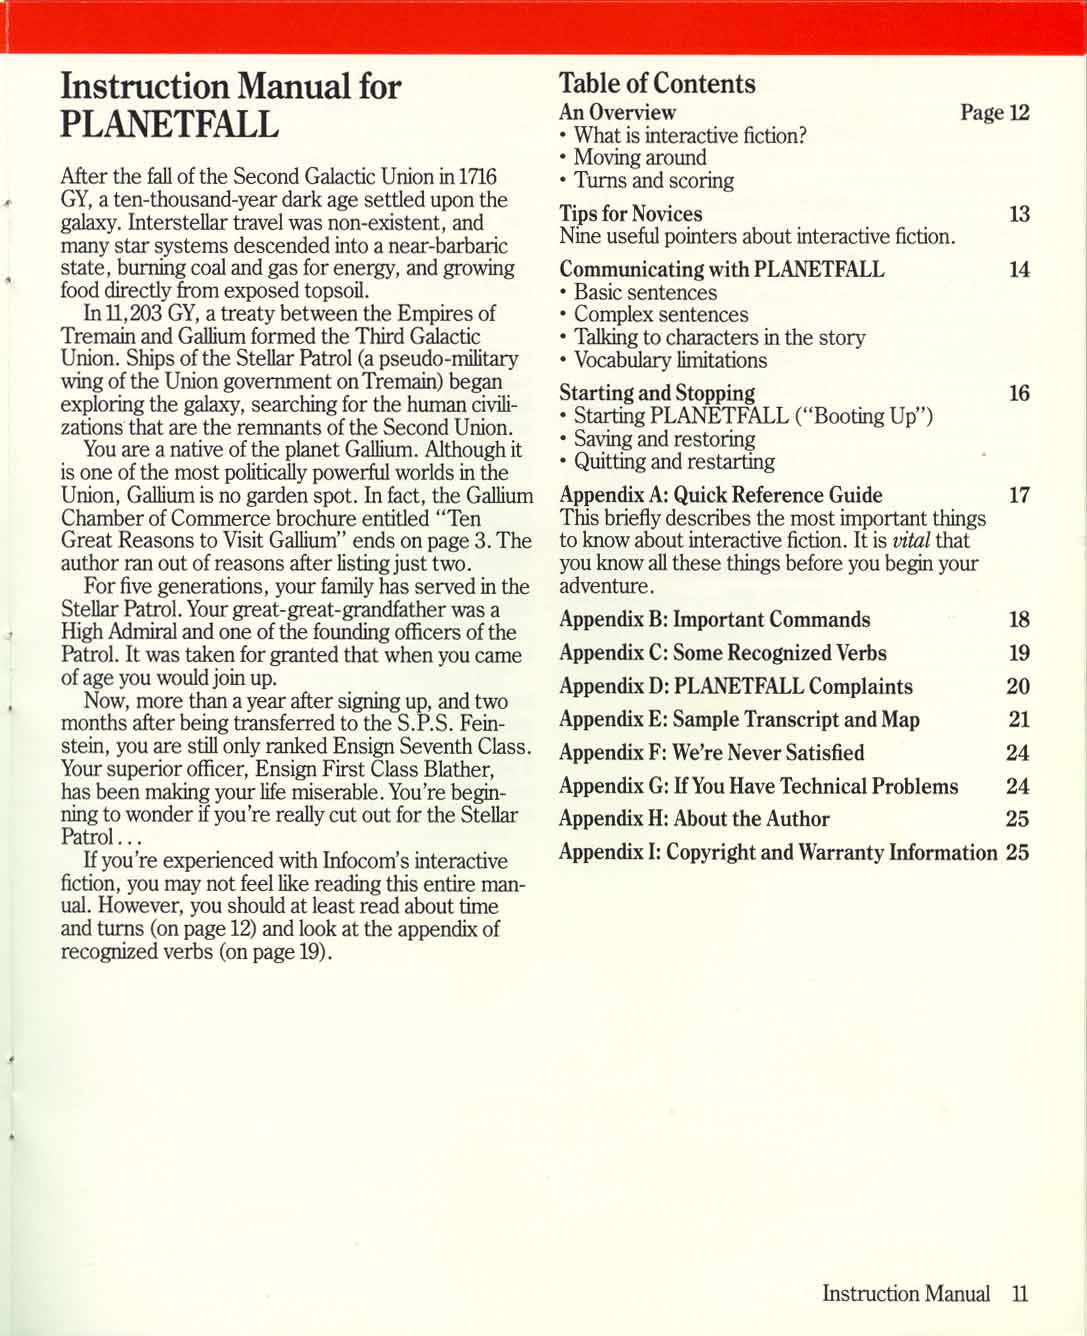 Instruction Manual for
PLANETFALL
After the fall of the Second Galactic Union in 1716
GY, a ten-thousand-year dark age settled upon the
galaxy. Interstellar travel was non-existent, and
many star systems descended into a near-barbaric
state, burning coal and gas for energy, and growing
food directly from exposed topsoil.
In 11,203 GY, a treaty between the Empires of
Tremain and Gallium formed the Third Galactic
Union. Ships of the Stellar Patrol (a pseudo-military
wing of the Union government on Tremain) began
exploring the galaxy, searching for the human civili-
zations that are the remnants of the Second Union.
You are a native of the planet Gallium. Although it
is one of the most politically powerful worlds in the
Union, Gallium is no garden spot. In fact, the Gallium
Chamber of Commerce brochure entitled "Ten
Great Reasons to Visit Gallium" ends on page 3. The
author ran out of reasons after listing just two.
For five generations, your family has served in the
Stellar Patrol. Your great-great-grandfather was a
High Admiral and one of the founding officers of the
Patrol. It was taken for granted that when you came
of age you would join up.
Now, more than a year after signing up, and two
months after being transferred to the S.P.S. Fein-
stein, you are still only ranked Ensign Seventh Class.
Your superior officer, Ensign First Class Blather,
has been making your life miserable. You're begin-
ning to wonder if you're really cut out for the Stellar
Patrol...
If you're experienced with Infocom's interactive
fiction, you may not feel like reading this entire man-
ual. However, you should at least read about time
and turns (on page 12) and look at the appendix of
recognized verbs (on page 19).
Table of Contents
An Overview Page 12
• What is interactive fiction?
• Moving around
• Turns and scoring
Tips for Novices 13
Nine useful pointers about interactive fiction.
Communicating with PLANETFALL 14
• Basic sentences
• Complex sentences
• Talking to characters in the story
• Vocabulary limitations
Starting and Stopping 16
• Starting PLANETFALL ("Booting Up")
• Saving and restoring
• Quitting and restarting
Appendix A: Quick Reference Guide 17
This briefly describes the most important things
to know about interactive fiction. It is vital that
you know all these things before you begin your
adventure.
Appendix B: Important Commands 18
Appendix C: Some Recognized Verbs 19
Appendix D: PLANETFALL Complaints 20
Appendix E: Sample Transcript and Map 21
Appendix F: We're Never Satisfied 24
Appendix G: If You Have Technical Problems 24
Appendix H: About the Author 25
Appendix I: Copyright and Warranty Information 25
Instruction Manual 11